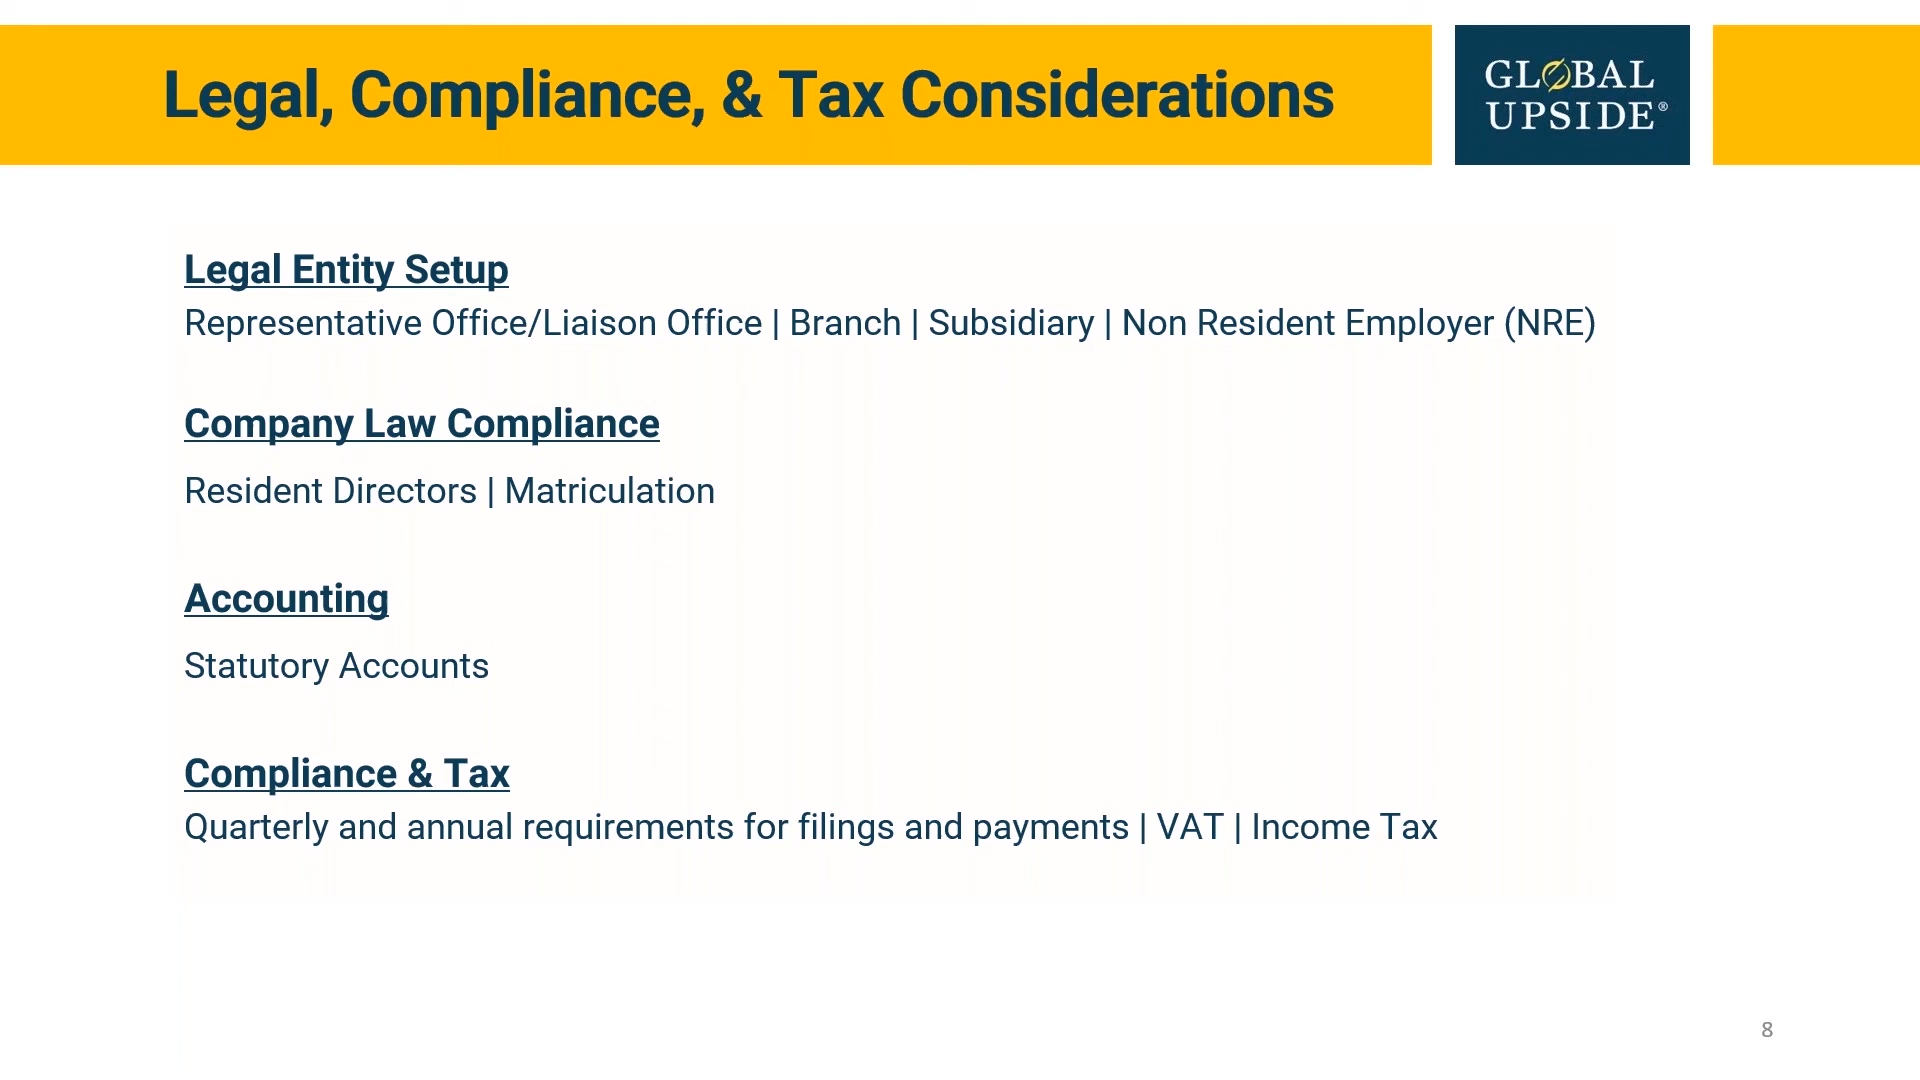 Legal, Compliance, & Tax Considerations
GLØBAL
UPSIDE®
Legal Entity Setup
Representative Office/Liaison Office | Branch | Subsidiary | Non Resident Employer (NRE)
Company Law Compliance
Resident Directors | Matriculation
Accounting
Statutory Accounts
Compliance & Tax
Quarterly and annual requirements for filings and payments | VAT | Income Tax
8